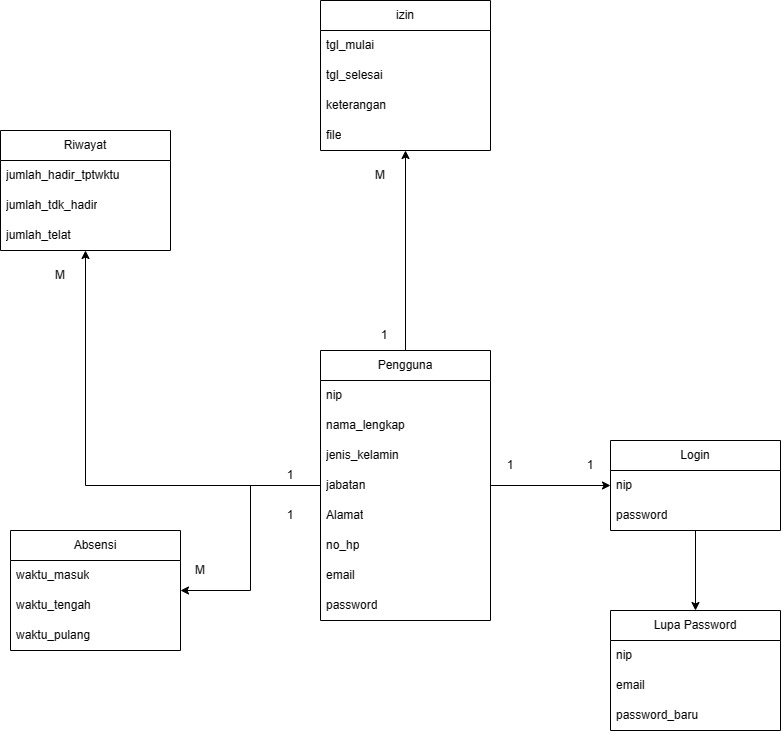 izin
tgl_mulai
tgl_selesai
keterangan
file
M
1
Riwayat
jumlah_hadir_tptwktu
jumlah_tdk_hadir
jumlah_telat
M
Pengguna
nip
nama_lengkap
jenis_kelamin
jabatan
Alamat
no_hp
email
password
1
1
1
1
Absensi
waktu_masuk
waktu_tengah
waktu_pulang
M
Login
nip
password
Lupa Password
nip
email
password_baru